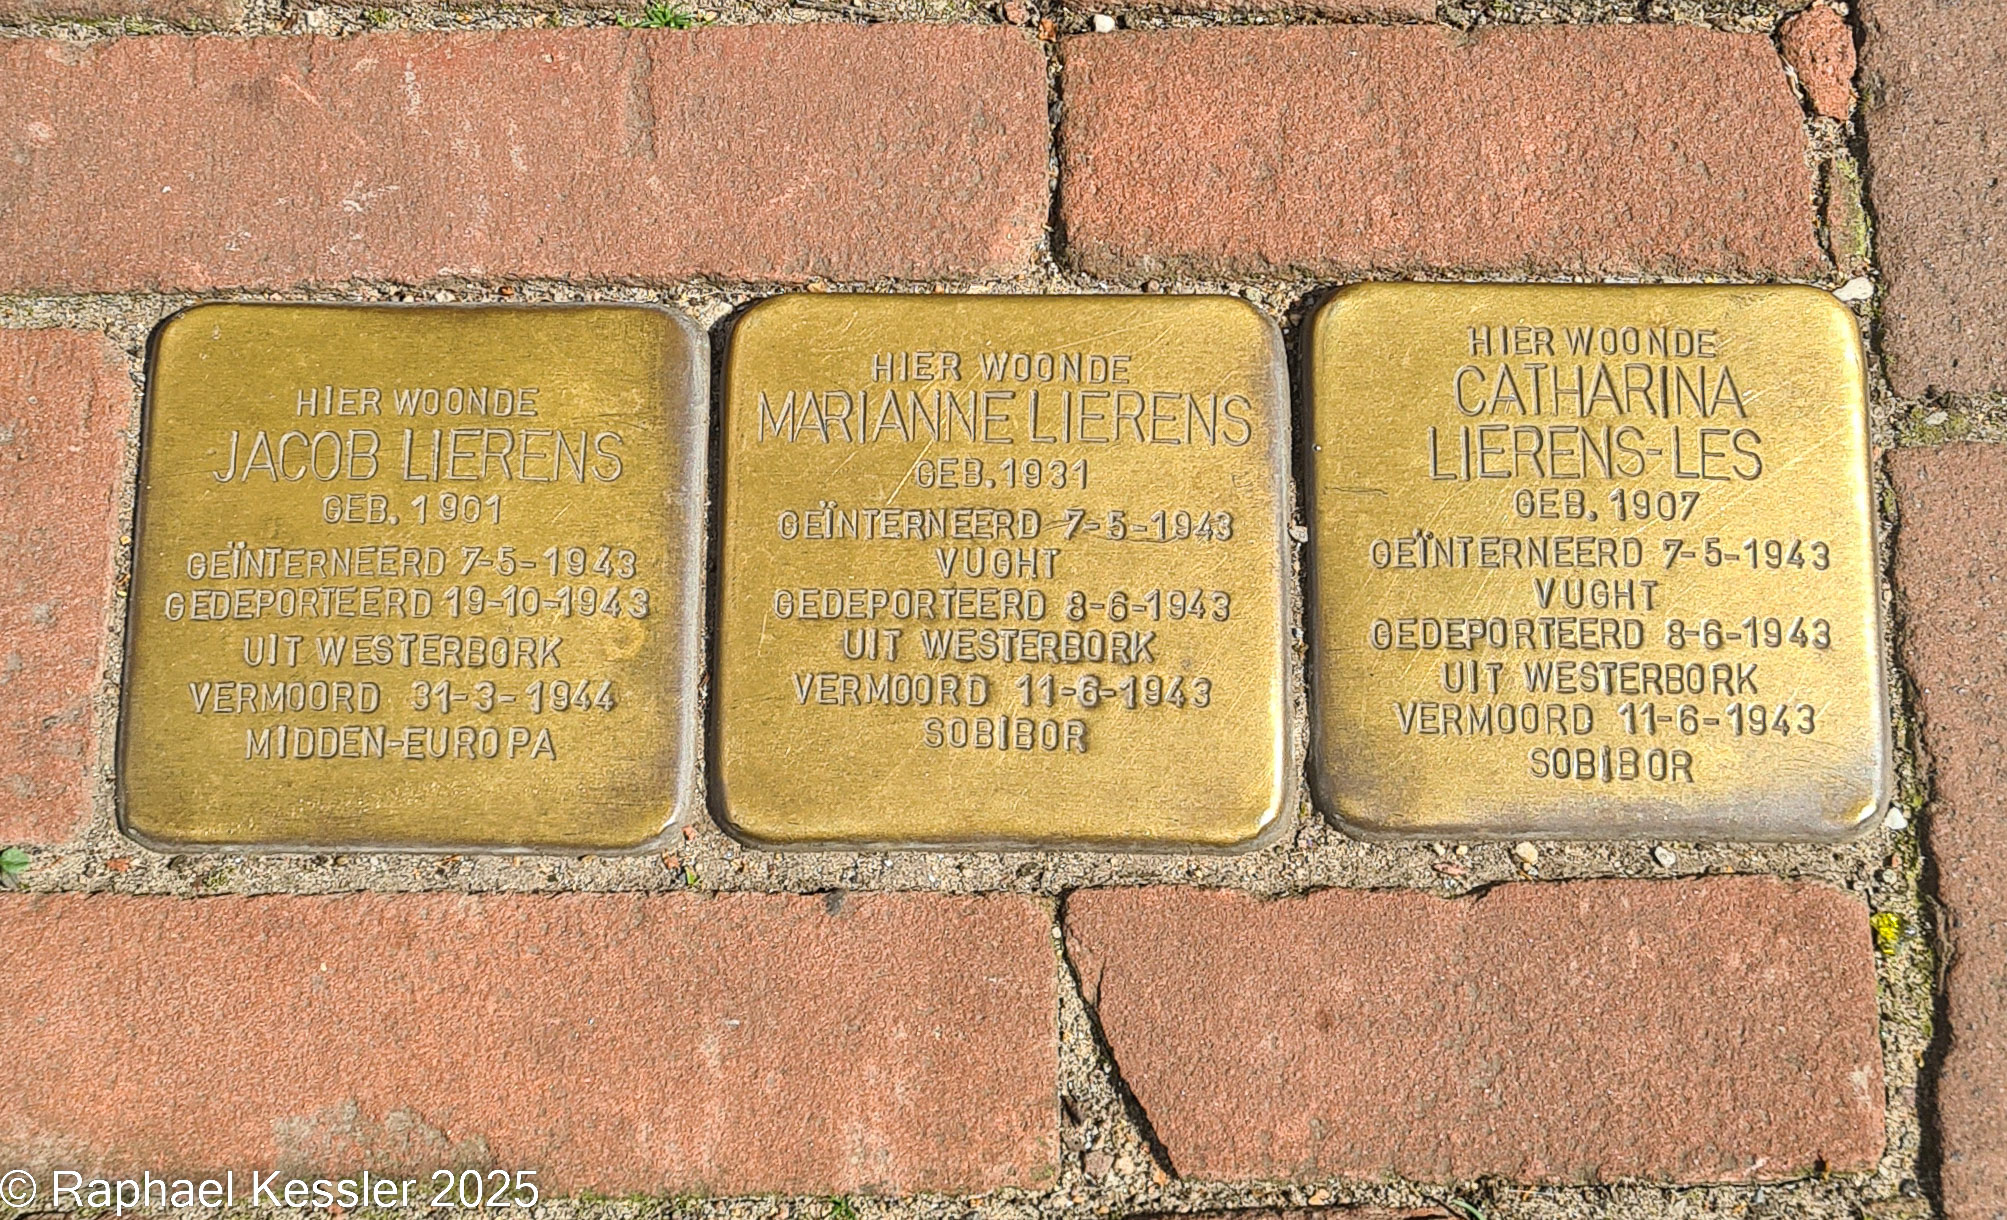 HIER WOONDE
JACOB LIERENS
GEB. 1901
GEÏNTERNEERD 7-5-1943
GEDEPORTEERD 19-10-1943
UIT WESTERBORK
VERMOORD 31-3-1944
MIDDEN-EUROPA
HIER WOONDE
MARIANNE LIERENS
GEB. 1931
GEÏNTERNEERD 7-5-1943
VUGHT
GEDEPORTEERD 8-6-1943
UIT WESTERBORK
VERMOORD 11-6-1943
SOBIBOR
HIER WOONDE
CATHARINA
LIERENS-LES
GEB. 1907
GEÏNTERNEERD 7-5-1943
VUGHT
GEDEPORTEERD 8-6-1943
UIT WESTERBORK
VERMOORD 11-6-1943
SOBIBOR
© Raphael Kessler 2025